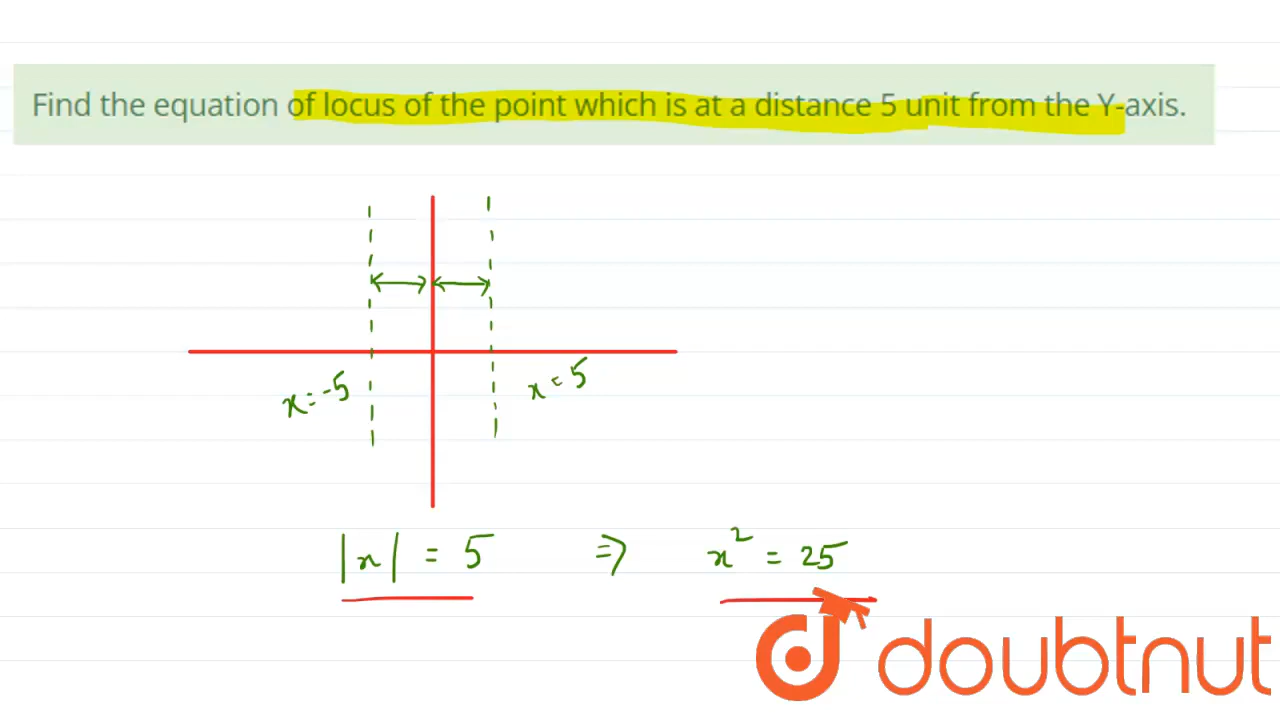 Find the equation of locus of the point which is at a distance 5 unit from the Y-axis.
x=-5
x=5
|x| = 5 ⇒ x² = 25
doubtnut